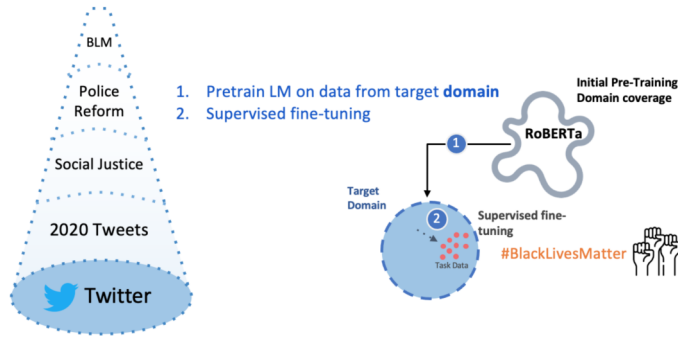 BLM
Police
Reform
Social Justice
2020 Tweets
Twitter
1. Pretrain LM on data from target domain
2. Supervised fine-tuning
Initial Pre-Training
Domain coverage
RoBERTa
1
Target
Domain
2
Supervised fine-
tuning
Task Data
#BlackLivesMatter